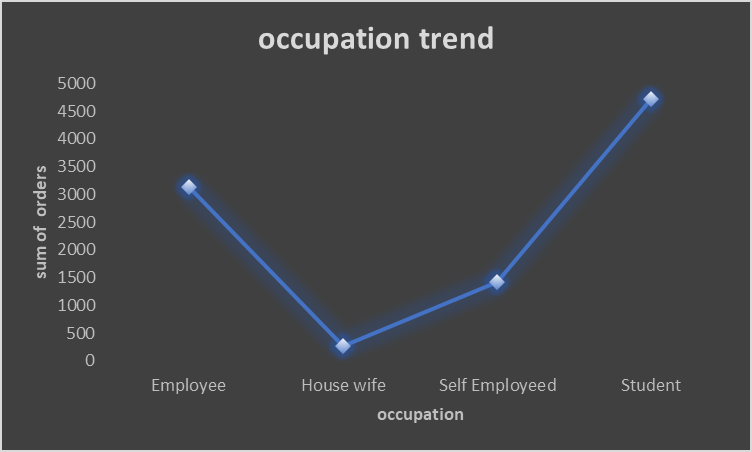 occupation trend
5000
4500
4000
3500
3000
2500
2000
1500
1000
500
0
sum of  orders
Employee
House wife
Self Employeed
Student
occupation